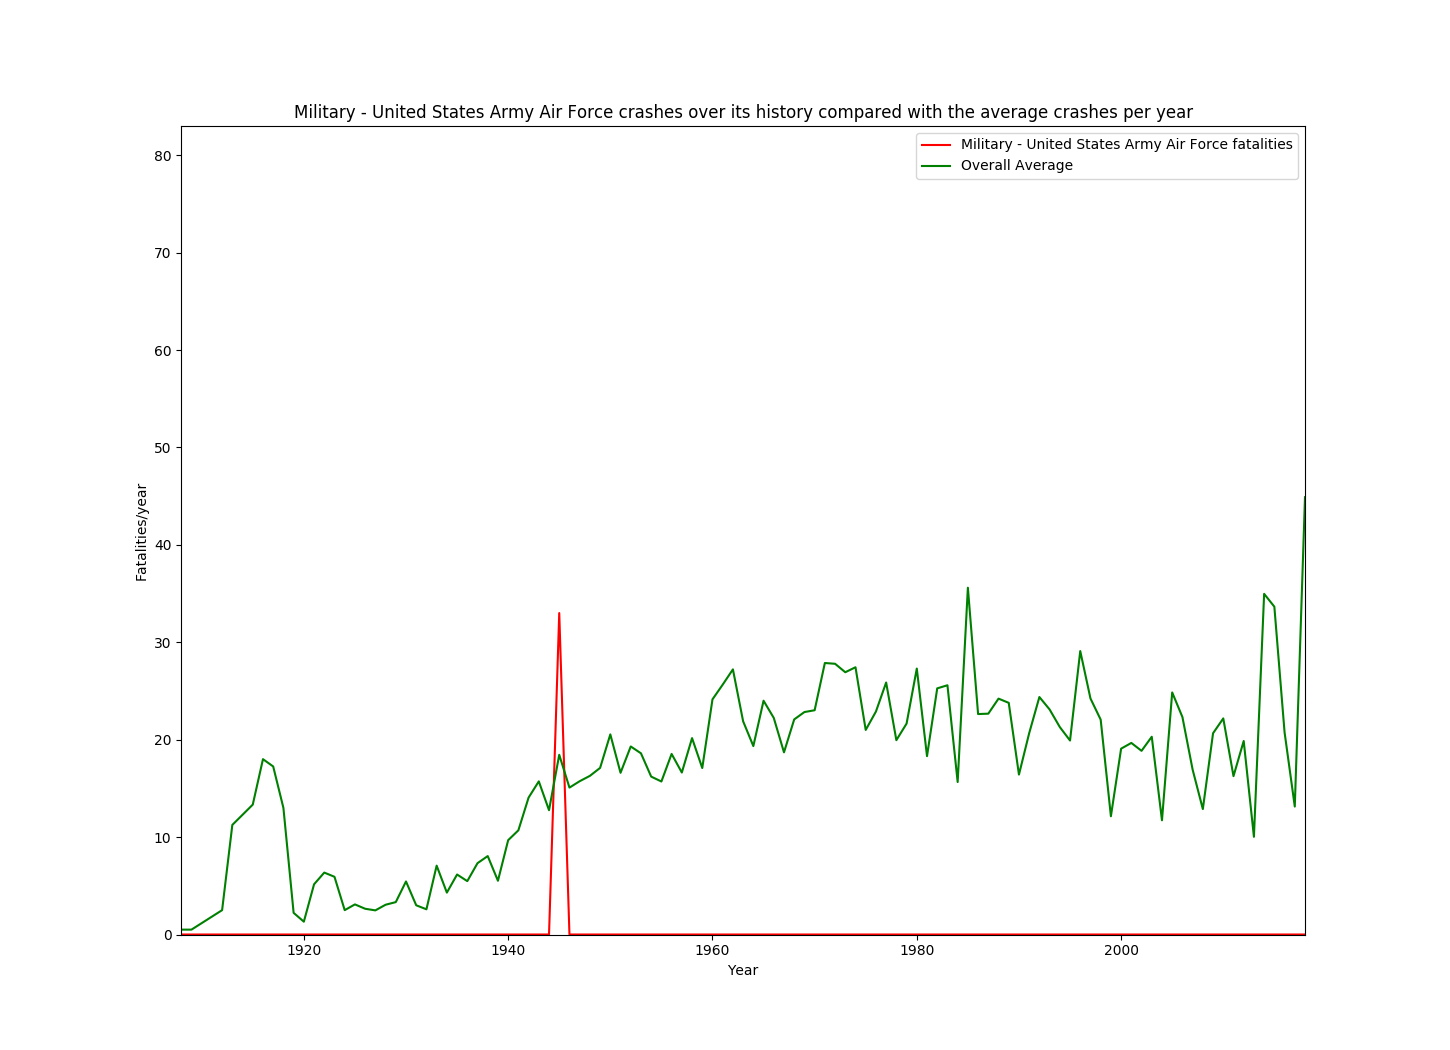 Military - United States Army Air Force crashes over its history compared with the average crashes per year
Military - United States Army Air Force fatalities
Overall Average
80
70
60
50
40
30
20
10
0
Fatalities/year
1920 1940 1960 1980 2000
Year